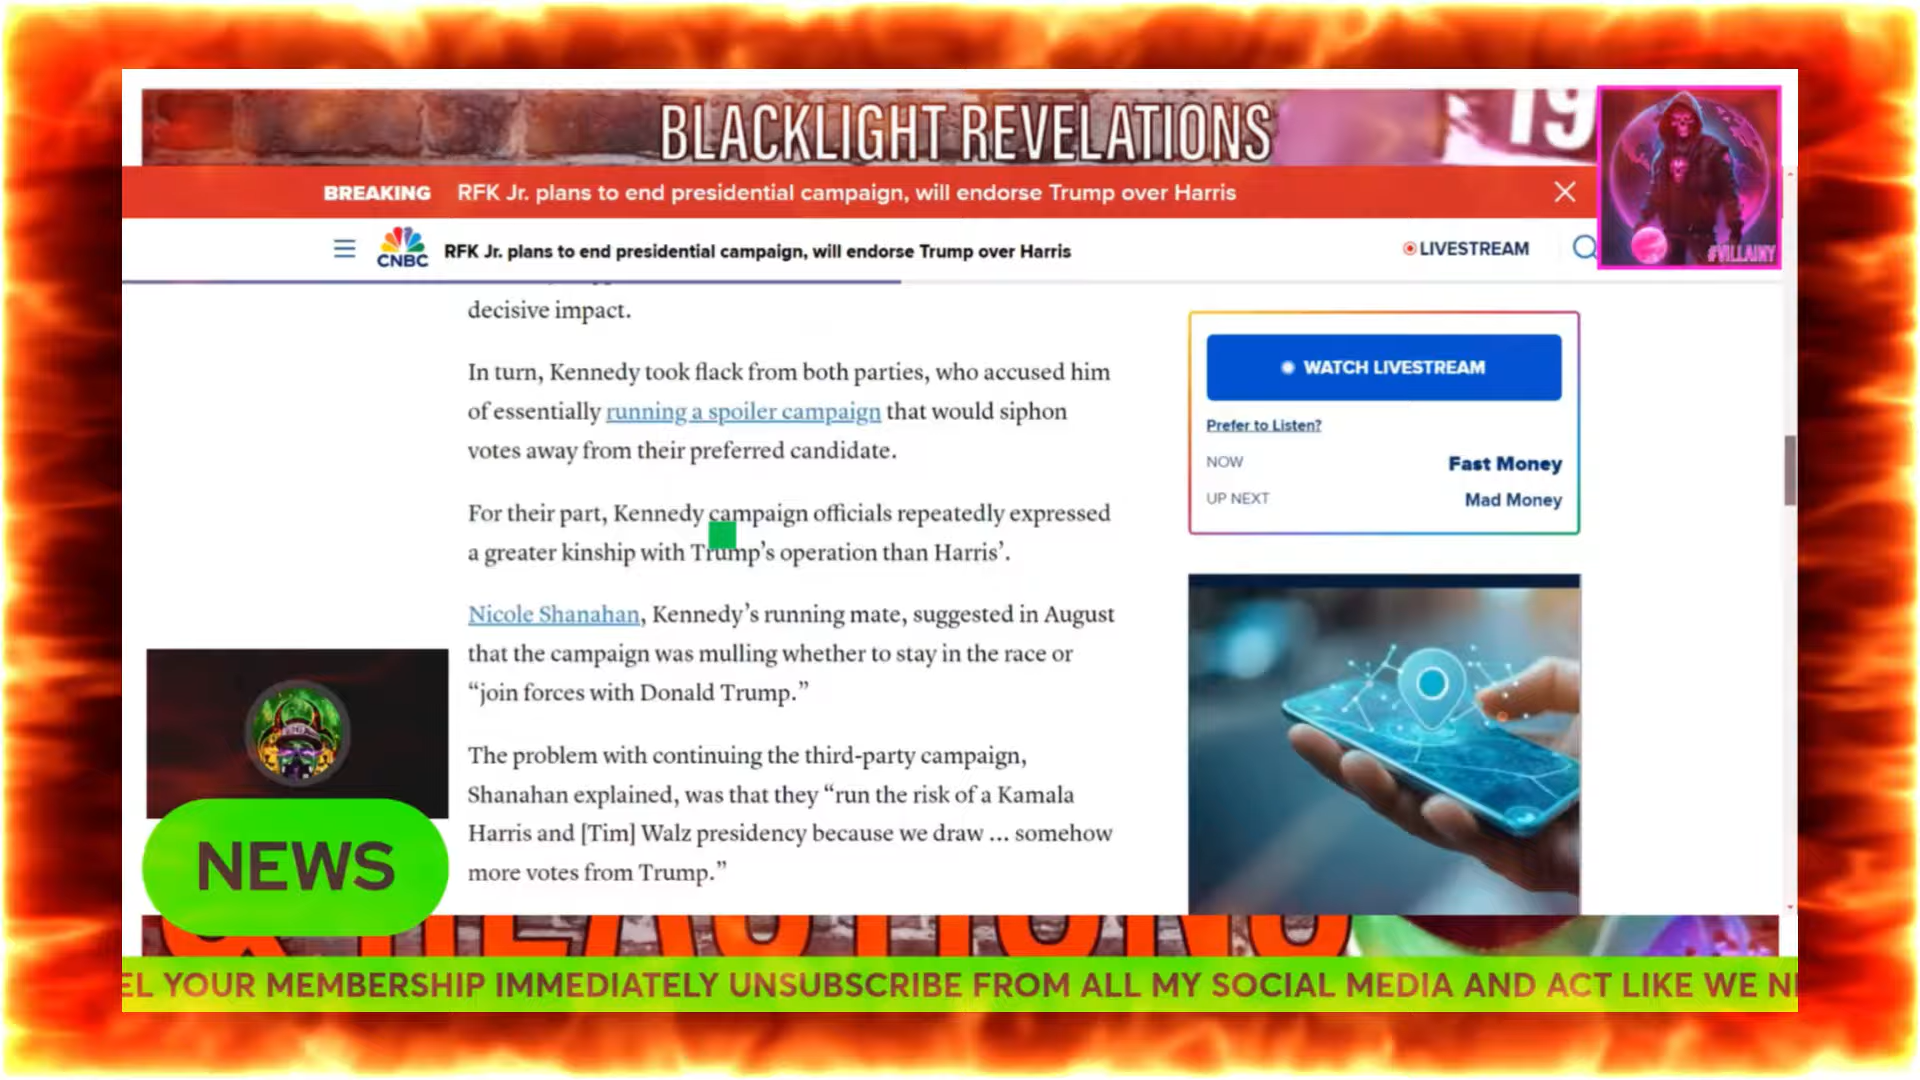 BLACKLIGHT REVELATIONS
19
BREAKING RFK Jr. plans to end presidential campaign, will endorse Trump over Harris
#VILLAINY
CNBC
RFK Jr. plans to end presidential campaign, will endorse Trump over Harris
LIVESTREAM
decisive impact.
In turn, Kennedy took flack from both parties, who accused him
of essentially running a spoiler campaign that would siphon
votes away from their preferred candidate.
For their part, Kennedy campaign officials repeatedly expressed
a greater kinship with Trump’s operation than Harris’.
Nicole Shanahan, Kennedy’s running mate, suggested in August
that the campaign was mulling whether to stay in the race or
“join forces with Donald Trump.”
The problem with continuing the third-party campaign,
Shanahan explained, was that they “run the risk of a Kamala
Harris and [Tim] Walz presidency because we draw ... somehow
more votes from Trump.”
WATCH LIVESTREAM
Prefer to Listen?
NOW Fast Money
UP NEXT Mad Money
NEWS
& REACTIONS
EL YOUR MEMBERSHIP IMMEDIATELY UNSUBSCRIBE FROM ALL MY SOCIAL MEDIA AND ACT LIKE WE N